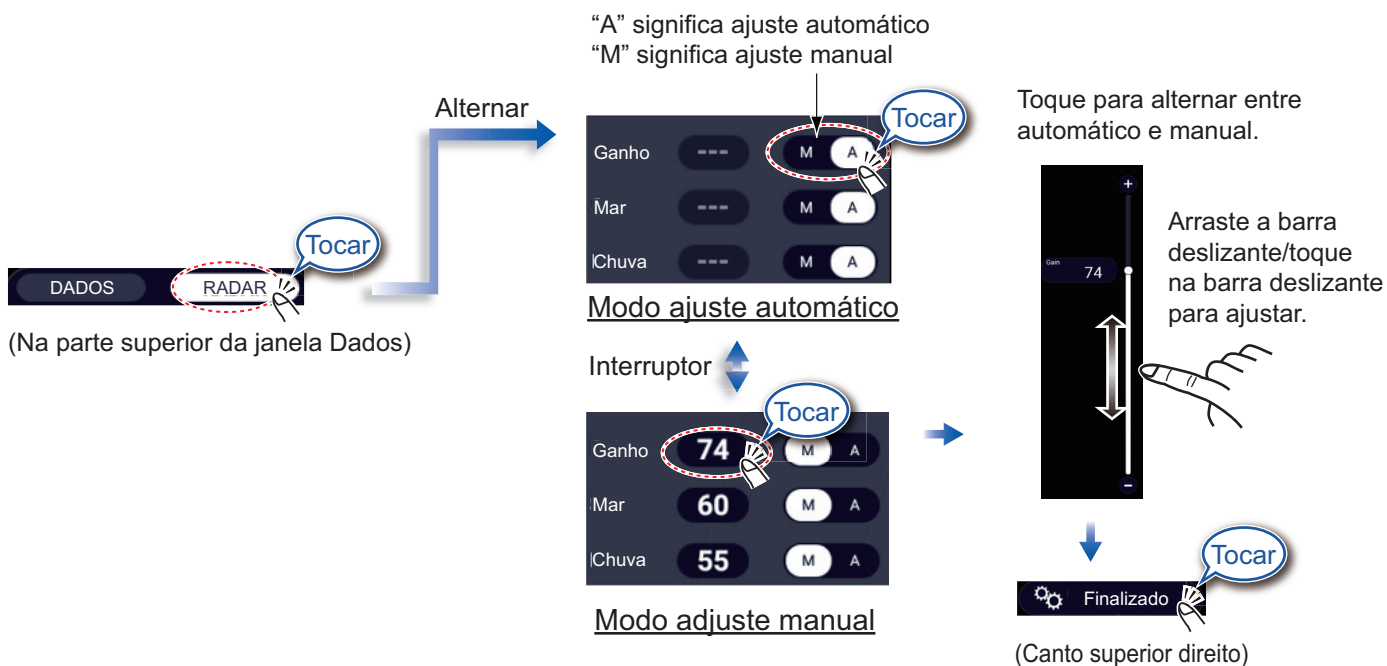 “A” significa ajuste automático
“M” significa ajuste manual
Alternar
Tocar
Ganho --- M A
Mar --- M A
Chuva --- M A
Modo ajuste automático
Tocar
DADOS RADAR
(Na parte superior da janela Dados)
Interruptor
Tocar
Ganho 74 M A
Mar 60 M A
Chuva 55 M A
Modo adjuste manual
Toque para alternar entre
automático e manual.
+
Gain
74
-
Arraste a barra
deslizante/toque
na barra deslizante
para ajustar.
Tocar
Finalizado
(Canto superior direito)